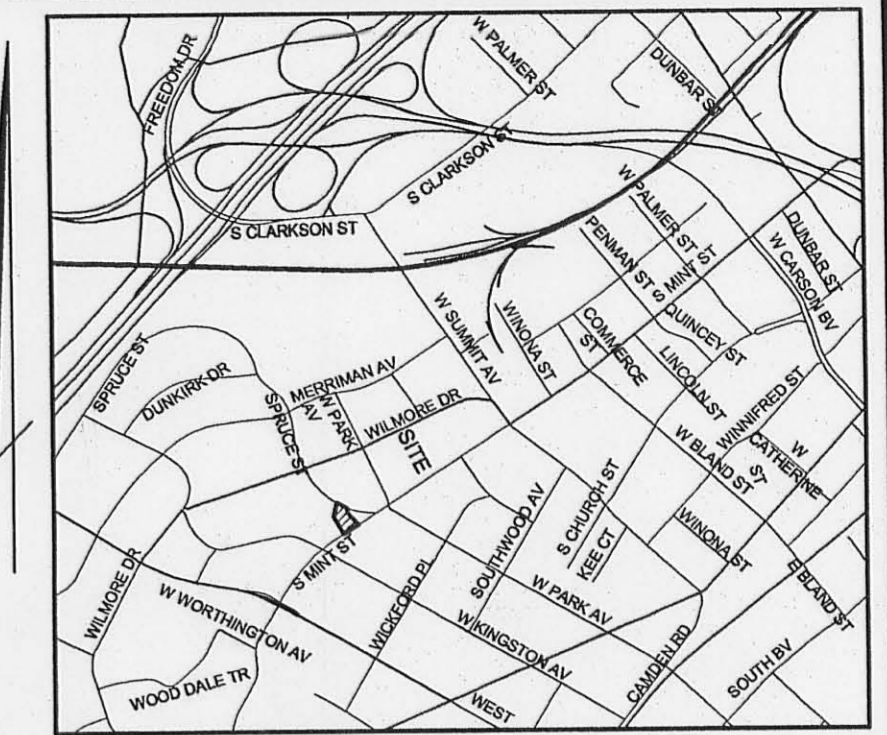 FREEDOM DR
W PALMER ST
DUNBAR ST
S CLARKSON ST
S CLARKSON ST
W PALMER ST
PENMAN ST
S MINT ST
DUNBAR ST
W CARSON BV
W SUMMIT AV
WINONA ST
COMMERCE
ST
QUINCEY ST
LINCOLN ST
SPRUCE ST
DUNKIRK DR
MERRIMAN AV
SPRUCE S
W PARK
AV
WILMORE DR
SITE
WINNIFRED ST
W BLAND ST
W
CATHERINE
ST
S CHURCH ST
KEE CT
WINONA ST
E BLAND ST
S MINT ST
WICKFORD PL
SOUTHWOOD AV
W PARK AV
WILMORE DR
W WORTHINGTON AV
W KINGSTON AV
CAMDEN RD
SOUTH BV
WOOD DALE TR
WEST